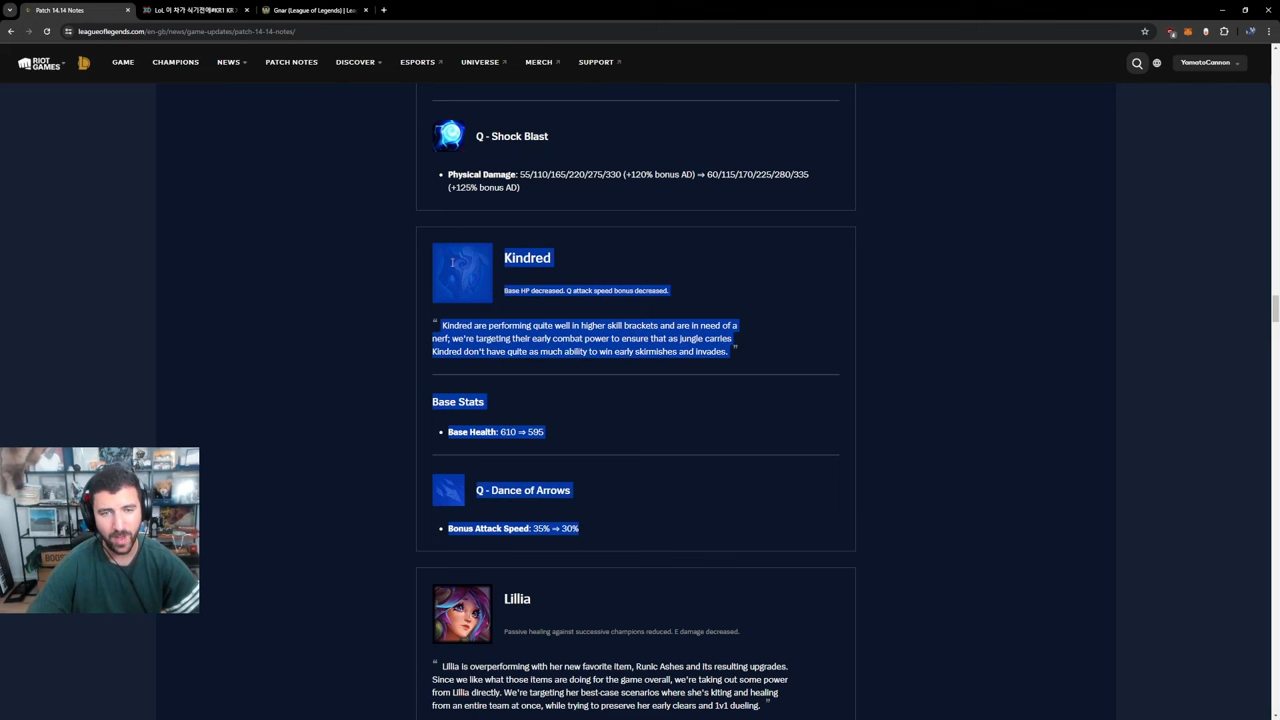 Patch 14.14 Notes
LoL 이 차가 식기전에#KR1 KR
Gnar (League of Legends) | Lea
leagueoflegends.com/en-gb/news/game-updates/patch-14-14-notes/
RIOT GAMES
GAME
CHAMPIONS
NEWS
PATCH NOTES
DISCOVER
ESPORTS
UNIVERSE
MERCH
SUPPORT
YamatoCannon
Q - Shock Blast
• Physical Damage: 55/110/165/220/275/330 (+120% bonus AD) ⇒ 60/115/170/225/280/335
(+125% bonus AD)
Kindred
Base HP decreased. Q attack speed bonus decreased.
“ Kindred are performing quite well in higher skill brackets and are in need of a
nerf; we're targeting their early combat power to ensure that as jungle carries
Kindred don't have quite as much ability to win early skirmishes and invades. ”
Base Stats
• Base Health: 610 ⇒ 595
Q - Dance of Arrows
• Bonus Attack Speed: 35% ⇒ 30%
Lillia
Passive healing against successive champions reduced. E damage decreased.
“ Lillia is overperforming with her new favorite item, Runic Ashes and its resulting upgrades.
Since we like what those items are doing for the game overall, we're taking out some power
from Lillia directly. We're targeting her best-case scenarios where she's kiting and healing
from an entire team at once, while trying to preserve her early clears and 1v1 dueling. ”